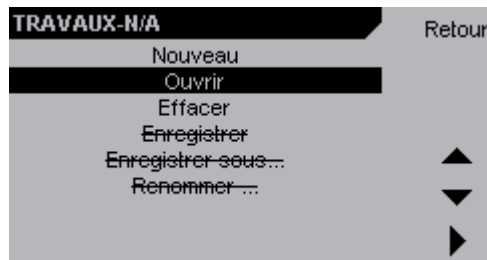 TRAVAUX-N/A
Retour
Nouveau
Ouvrir
Effacer
Enregistrer
Enregistrer sous...
Renommer ...